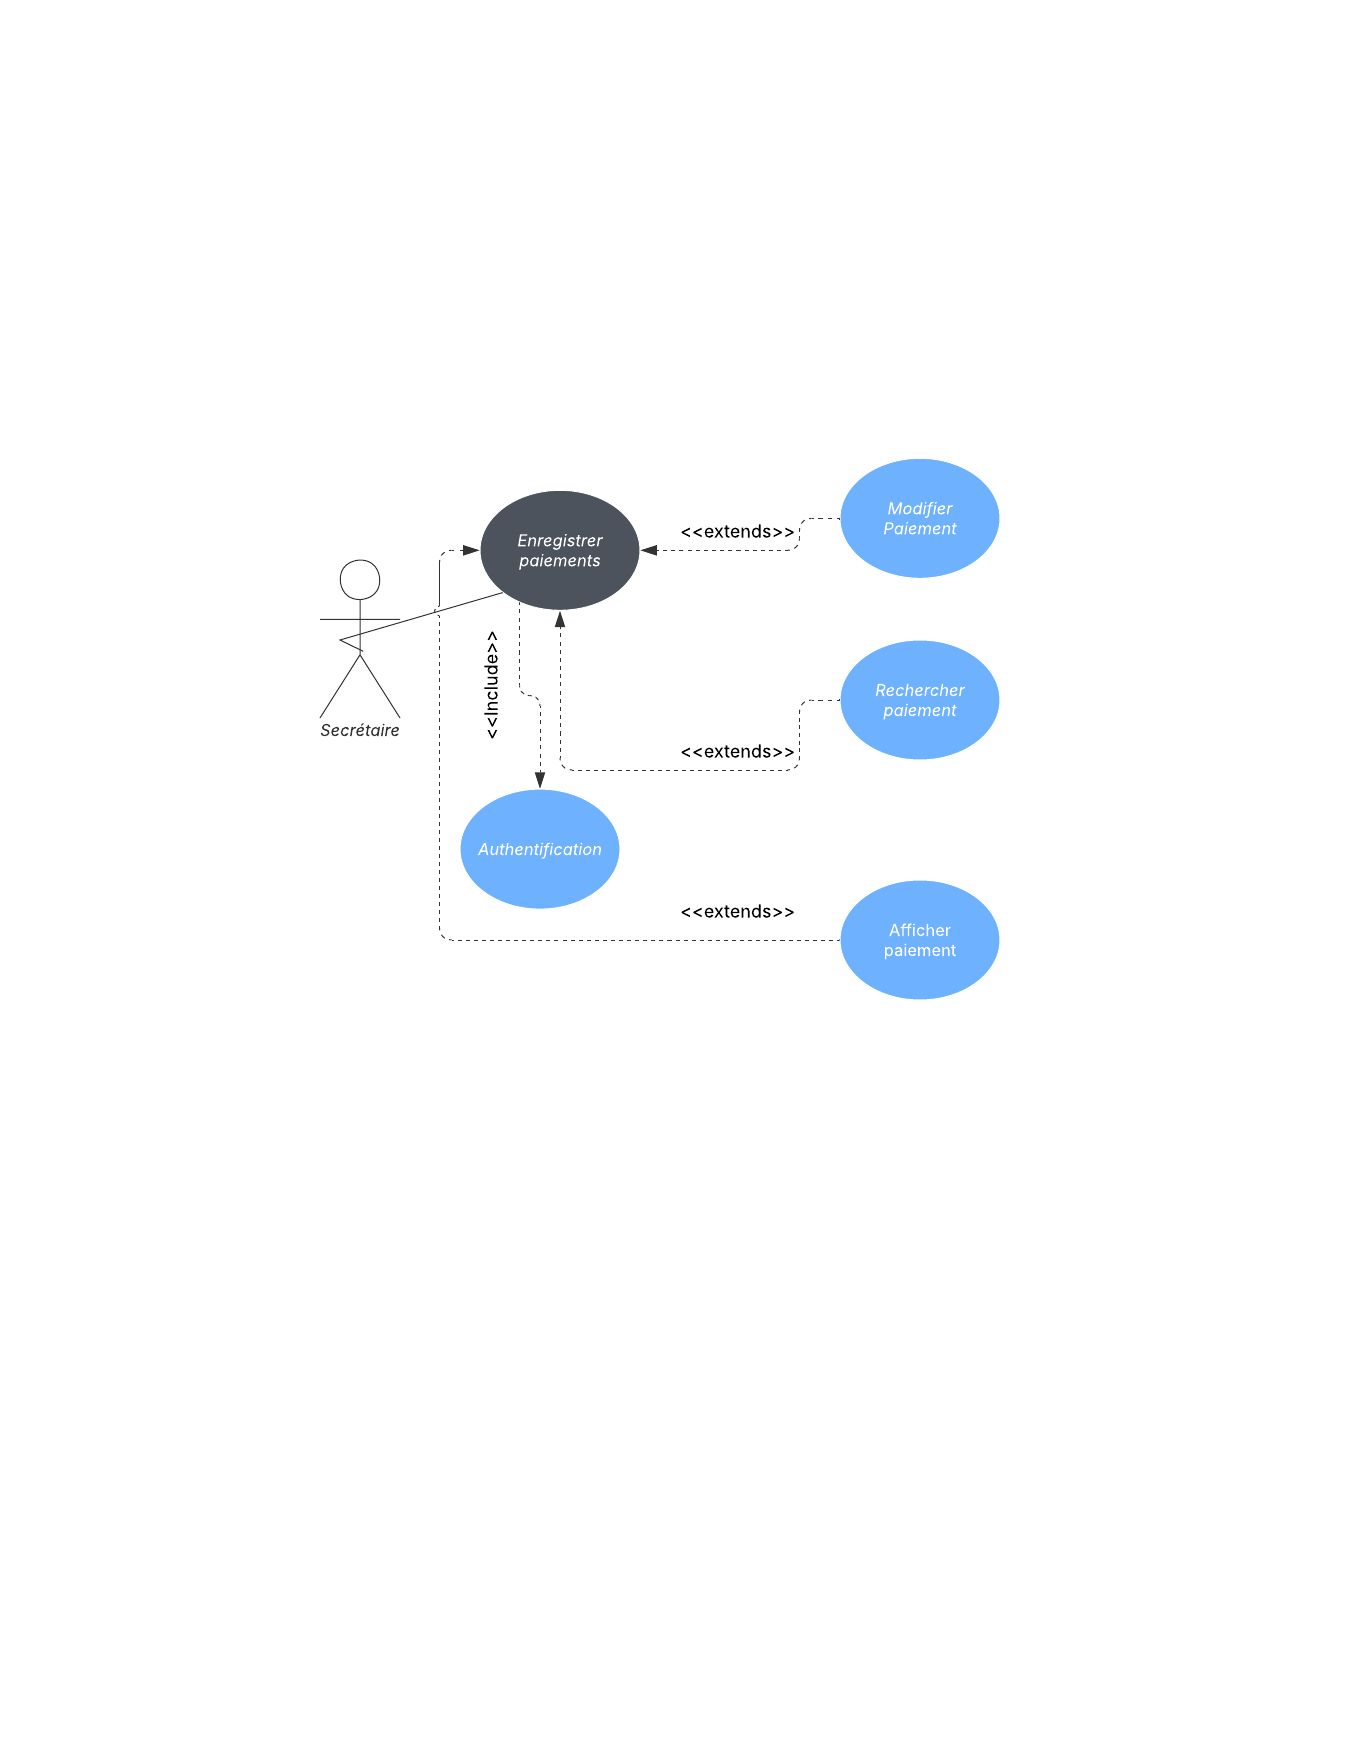 Modifier
Paiement
<<extends>>
Enregistrer
paiements
<<Include>>
Rechercher
paiement
Secrétaire
<<extends>>
Authentification
<<extends>>
Afficher
paiement